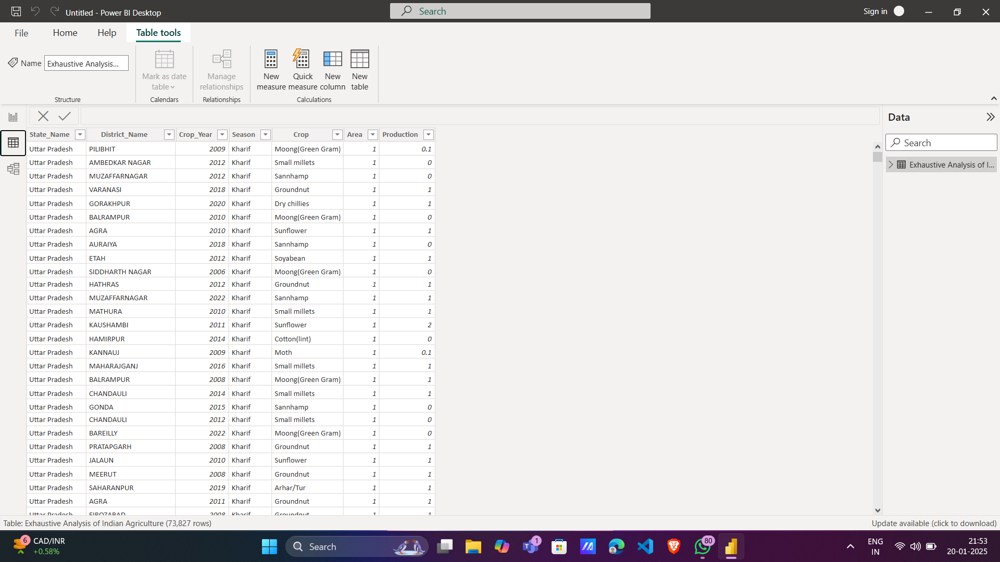 Untitled - Power BI Desktop
Search
Sign in
File Home Help Table tools
Name Exhaustive Analysis...
Mark as date table
Manage relationships
New measure
Quick measure
New column
New table
Structure Calendars Relationships Calculations
Data
Search
Exhaustive Analysis of I...
State_Name District_Name Crop_Year Season Crop Area Production
Uttar Pradesh PILIBHIT 2009 Kharif Moong(Green Gram) 1 0.1
Uttar Pradesh AMBEDKAR NAGAR 2012 Kharif Small millets 1 0
Uttar Pradesh MUZAFFARNAGAR 2012 Kharif Sannhamp 1 0
Uttar Pradesh VARANASI 2018 Kharif Groundnut 1 1
Uttar Pradesh GORAKHPUR 2020 Kharif Dry chillies 1 1
Uttar Pradesh BALRAMPUR 2010 Kharif Moong(Green Gram) 1 0
Uttar Pradesh AGRA 2010 Kharif Sunflower 1 1
Uttar Pradesh AURAIYA 2018 Kharif Sannhamp 1 0
Uttar Pradesh ETAH 2012 Kharif Soyabean 1 1
Uttar Pradesh SIDDHARTH NAGAR 2006 Kharif Moong(Green Gram) 1 0
Uttar Pradesh HATHRAS 2012 Kharif Groundnut 1 1
Uttar Pradesh MUZAFFARNAGAR 2022 Kharif Sannhamp 1 1
Uttar Pradesh MATHURA 2010 Kharif Small millets 1 1
Uttar Pradesh KAUSHAMBI 2011 Kharif Sunflower 1 2
Uttar Pradesh HAMIRPUR 2014 Kharif Cotton(lint) 1 0
Uttar Pradesh KANNAUJ 2009 Kharif Moth 1 0.1
Uttar Pradesh MAHARAJGANJ 2016 Kharif Small millets 1 1
Uttar Pradesh BALRAMPUR 2008 Kharif Moong(Green Gram) 1 1
Uttar Pradesh CHANDAULI 2014 Kharif Small millets 1 1
Uttar Pradesh GONDA 2015 Kharif Sannhamp 1 0
Uttar Pradesh CHANDAULI 2012 Kharif Small millets 1 0
Uttar Pradesh BAREILLY 2022 Kharif Moong(Green Gram) 1 0
Uttar Pradesh PRATAPGARH 2008 Kharif Groundnut 1 1
Uttar Pradesh JALAUN 2010 Kharif Sunflower 1 1
Uttar Pradesh MEERUT 2008 Kharif Groundnut 1 1
Uttar Pradesh SAHARANPUR 2019 Kharif Arhar/Tur 1 1
Uttar Pradesh AGRA 2011 Kharif Groundnut 1 1
Uttar Pradesh FIROZABAD 2008 Kharif Groundnut 1 1
Table: Exhaustive Analysis of Indian Agriculture (73,827 rows)
Update available (click to download)
6 CAD/INR
+0.58%
Search
1
80
ENG
IN
21:53
20-01-2025